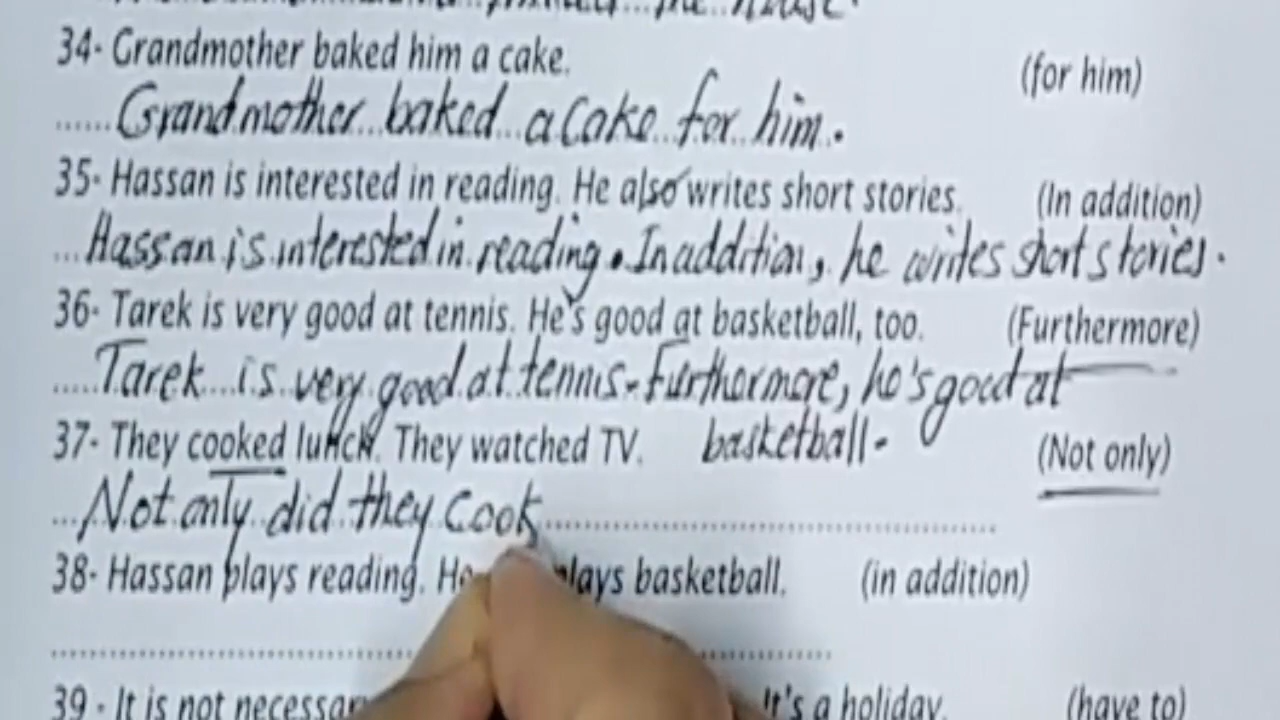 the house.
34- Grandmother baked him a cake. (for him)
......Grandmother baked a cake for him.
35- Hassan is interested in reading. He also writes short stories. (In addition)
...Hassan is interested in reading. In addition, he writes short stories.
36- Tarek is very good at tennis. He's good at basketball, too. (Furthermore)
.....Tarek is very good at tennis. Furthermore, he's good at
basketball.
37- They cooked lunch. They watched TV. (Not only)
...Not only did they cook
38- Hassan plays reading. He plays basketball. (in addition)
39 - It is not It's a holiday. (have to)